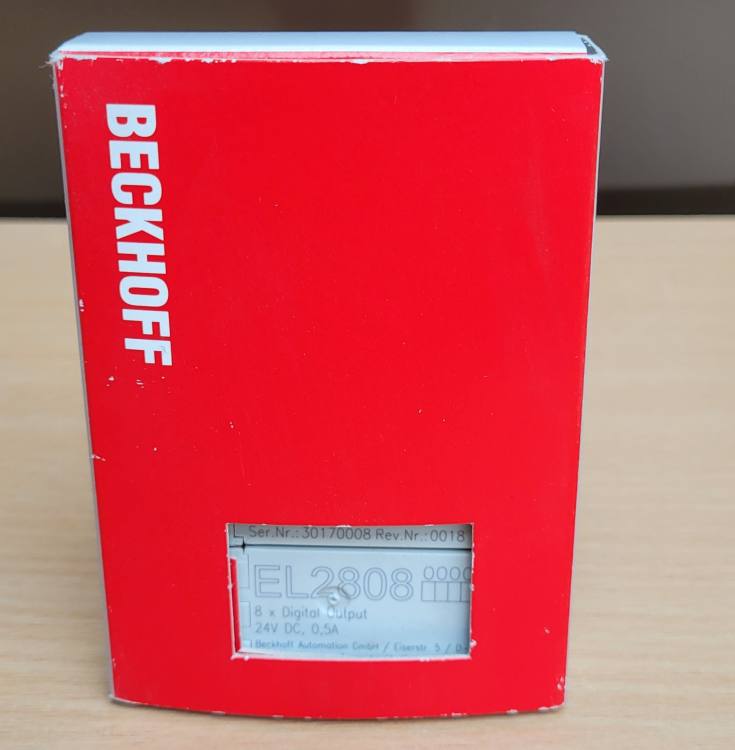 BECKHOFF
Ser.Nr.: 30170008 Rev.Nr.: 0018
EL2808
8 x Digital Output
24V DC, 0,5A
Beckhoff Automation GmbH / Eiserstr. 5 /